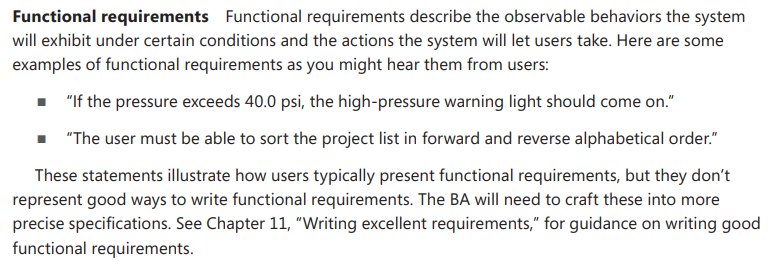 Functional requirements Functional requirements describe the observable behaviors the system
will exhibit under certain conditions and the actions the system will let users take. Here are some
examples of functional requirements as you might hear them from users:
■ “If the pressure exceeds 40.0 psi, the high-pressure warning light should come on.”
■ “The user must be able to sort the project list in forward and reverse alphabetical order.”
These statements illustrate how users typically present functional requirements, but they don’t
represent good ways to write functional requirements. The BA will need to craft these into more
precise specifications. See Chapter 11, “Writing excellent requirements,” for guidance on writing good
functional requirements.